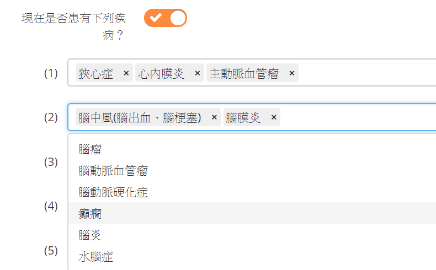 現在是否患有下列疾
病？
(1) 狹心症 × 心內膜炎 × 主動脈血管瘤 ×
(2) 腦中風(腦出血、腦梗塞) × 腦膜炎 ×
腦瘤
(3) 腦動脈血管瘤
腦動脈硬化症
(4) 癲癇
腦炎
(5) 水腦症